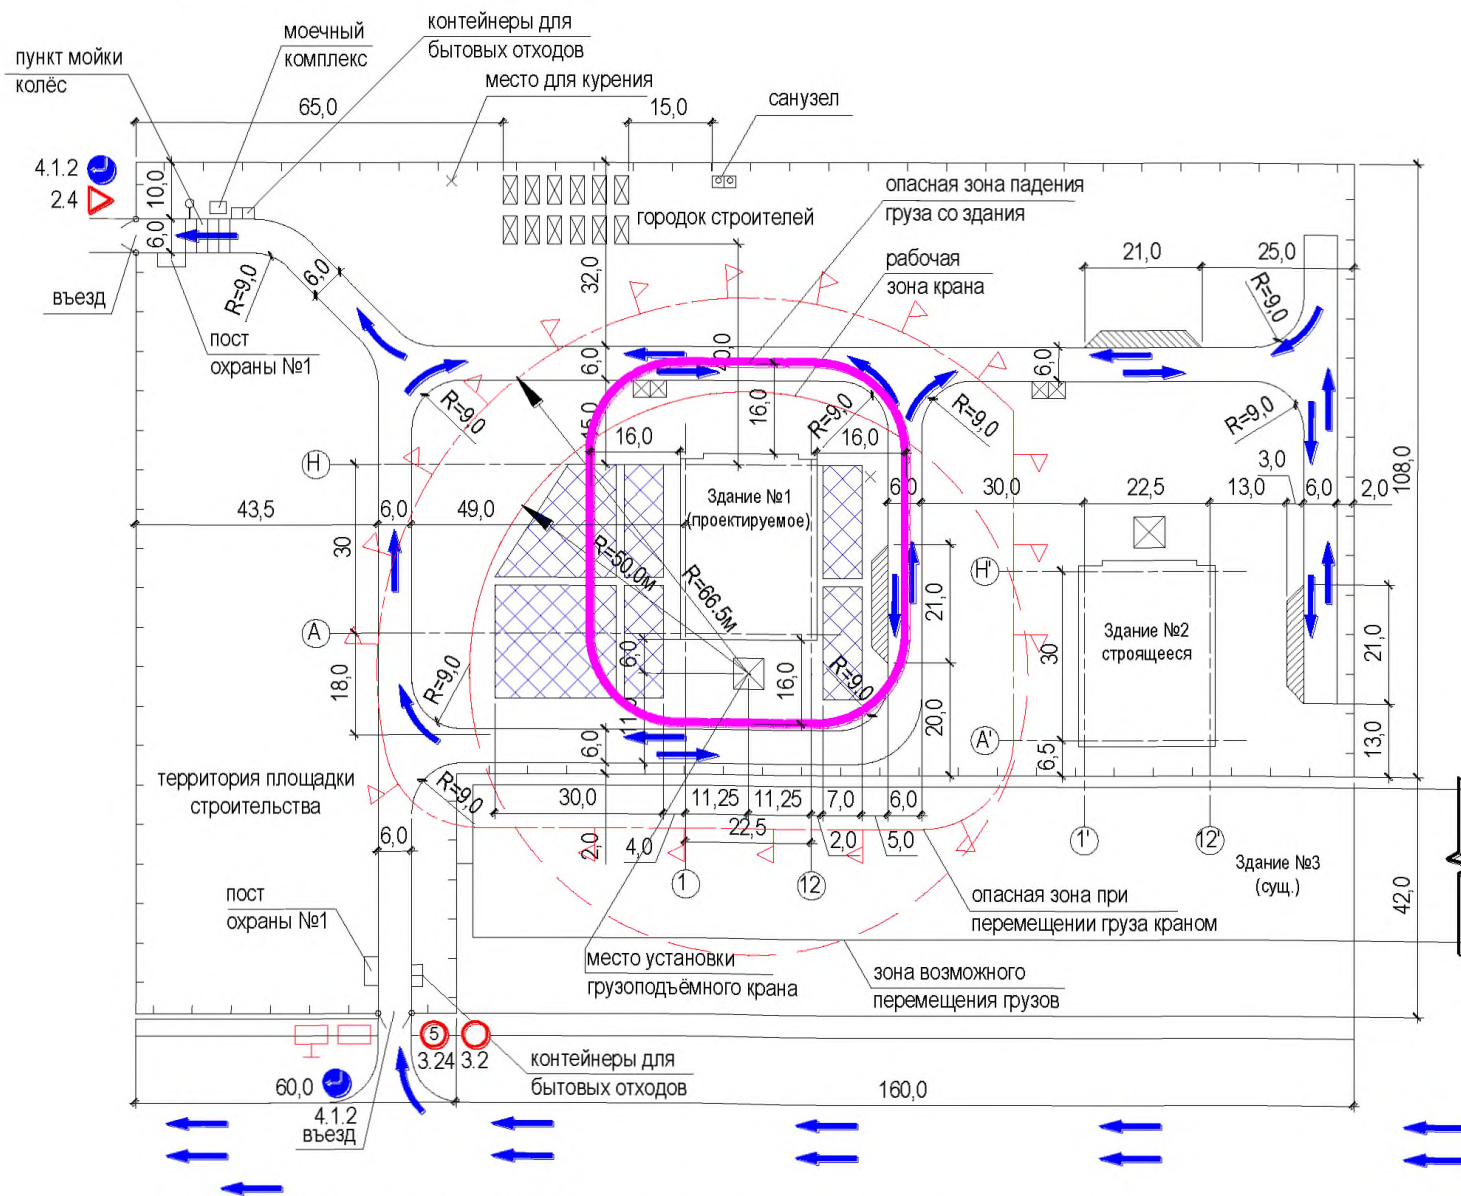 моечный
комплекс
контейнеры для
бытовых отходов
пункт мойки
колёс
место для курения
санузел
65,0
15,0
4.1.2
2.4
10,0
6,0
въезд
R=9,0
6,0
пост
охраны №1
городок строителей
32,0
опасная зона падения
груза со здания
рабочая
зона крана
21,0
25,0
R=9,0
6,0
6,0
16,0
R=9,0
R=9,0
R=9,0
R=9,0
16,0
16,0
Н
43,5
6,0
49,0
30
Здание №1
(проектируемое)
6,0
30,0
22,5
13,0
3,0
6,0
2,0
108,0
R=50.0м
R=66.5м
21,0
Н'
А
Здание №2
строящееся
30
21,0
18,0
R=9,0
6,0
16,0
R=9,0
20,0
А'
6,5
13,0
6,0
территория площадки
строительства
R=9,0
30,0
11,25
11,25
7,0
6,0
22,5
6,0
2,0
4,0
2,0
5,0
1
12
1'
12'
Здание №3
(сущ.)
42,0
пост
охраны №1
опасная зона при
перемещении груза краном
место установки
грузоподъёмного крана
зона возможного
перемещения грузов
5
3.24
3.2
контейнеры для
бытовых отходов
60,0
160,0
4.1.2
въезд